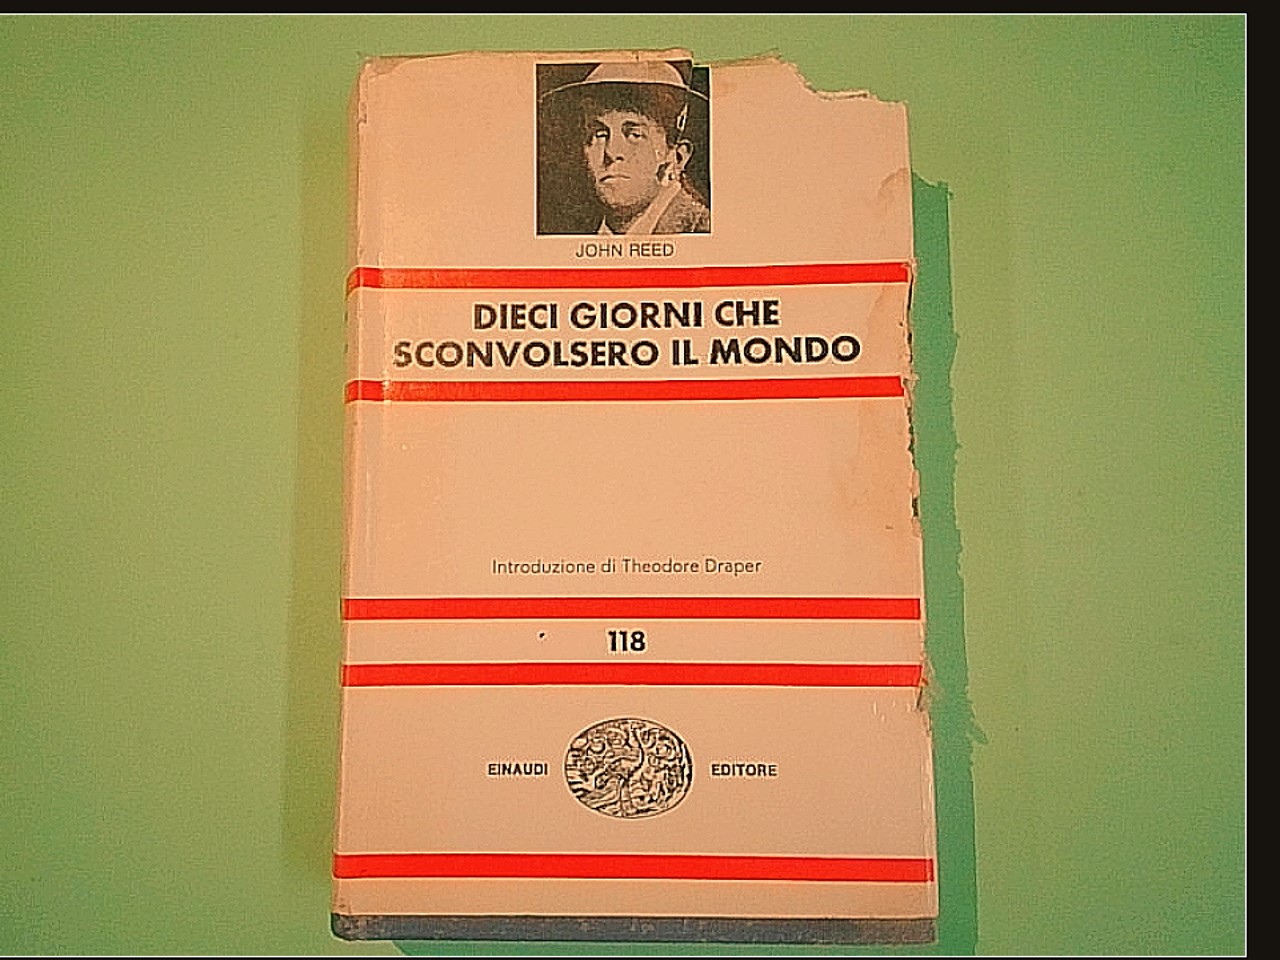 JOHN REED
DIECI GIORNI CHE
SCONVOLSERO IL MONDO
Introduzione di Theodore Draper
118
EINAUDI EDITORE